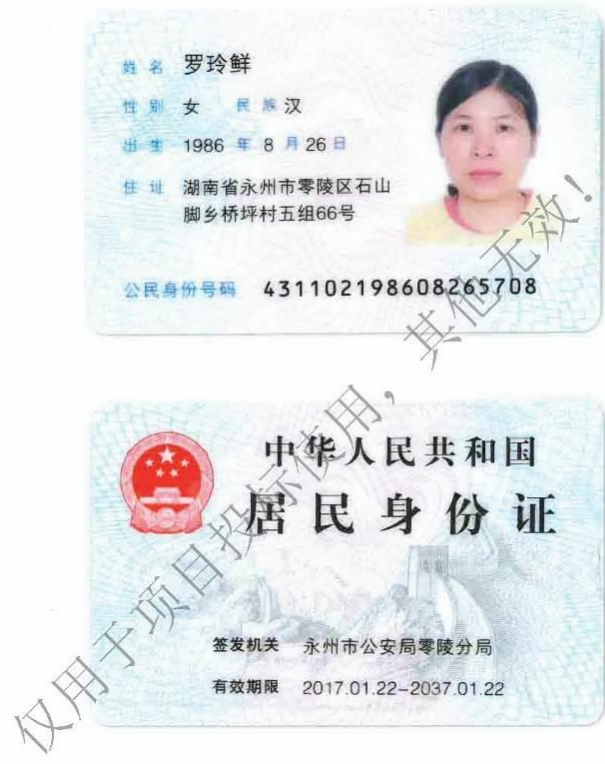 姓名 罗玲鲜
性别 女 民族 汉
出生 1986 年 8 月 26 日
住址 湖南省永州市零陵区石山
脚乡桥坪村五组66号
公民身份号码 431102198608265708
中华人民共和国
居民身份证
签发机关 永州市公安局零陵分局
有效期限 2017.01.22-2037.01.22
仅用于项目投标使用，其他无效！